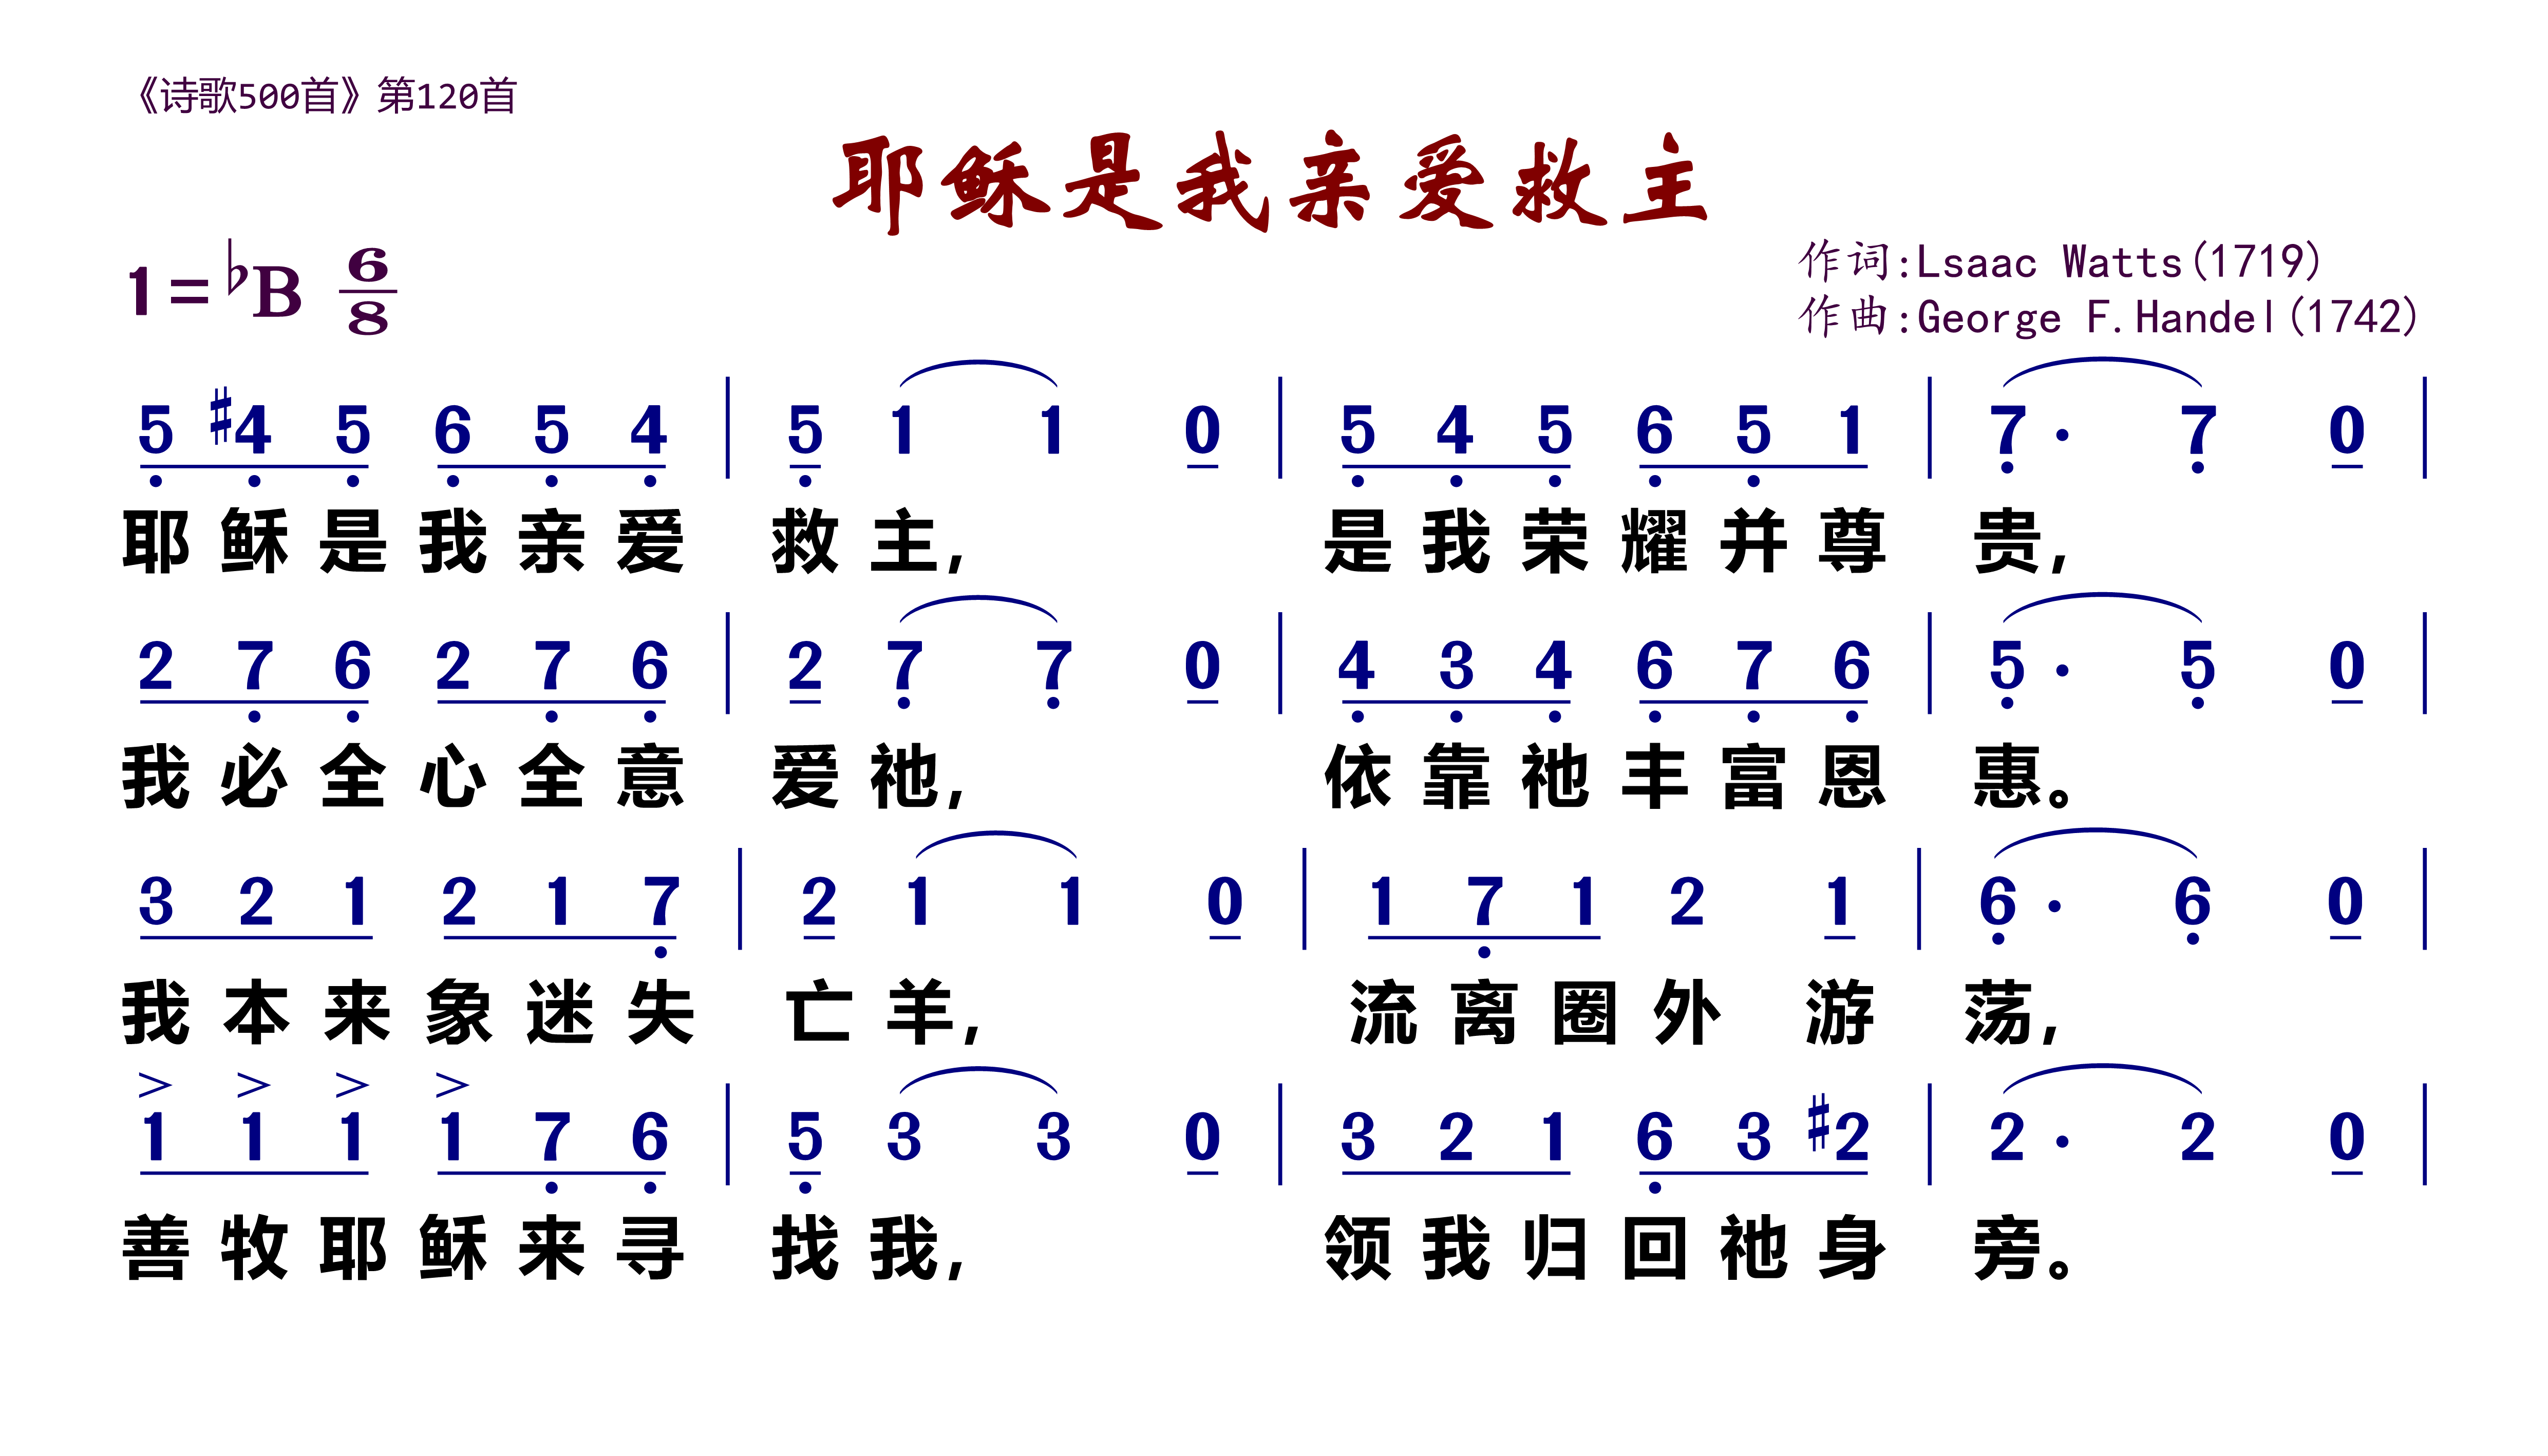 《诗歌500首》第120首
耶稣是我亲爱救主
1=♭B 6/8
作词:Lsaac Watts(1719)
作曲:George F.Handel(1742)
5 #4 5 6 5 4 | 5 1 1 0 | 5 4 5 6 5 1 | 7· 7 0 |
耶稣是我亲爱 救主, 是我荣耀并尊 贵,
2 7 6 2 7 6 | 2 7 7 0 | 4 3 4 6 7 6 | 5· 5 0 |
我必全心全意 爱祂, 依靠祂丰富恩 惠。
3 2 1 2 1 7 | 2 1 1 0 | 1 7 1 2 1 | 6· 6 0 |
我本来象迷失 亡羊, 流离圈外 游 荡,
> > > >
1 1 1 1 7 6 | 5 3 3 0 | 3 2 1 6 3 #2 | 2· 2 0 |
善牧耶稣来寻 找我, 领我归回祂身 旁。